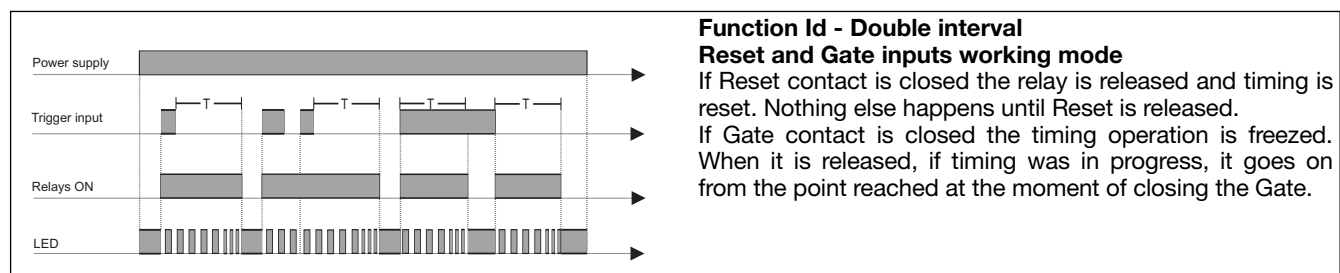 Power supply
T T T T
Trigger input
Relays ON
LED
Function Id - Double interval
Reset and Gate inputs working mode
If Reset contact is closed the relay is released and timing is
reset. Nothing else happens until Reset is released.
If Gate contact is closed the timing operation is freezed.
When it is released, if timing was in progress, it goes on
from the point reached at the moment of closing the Gate.